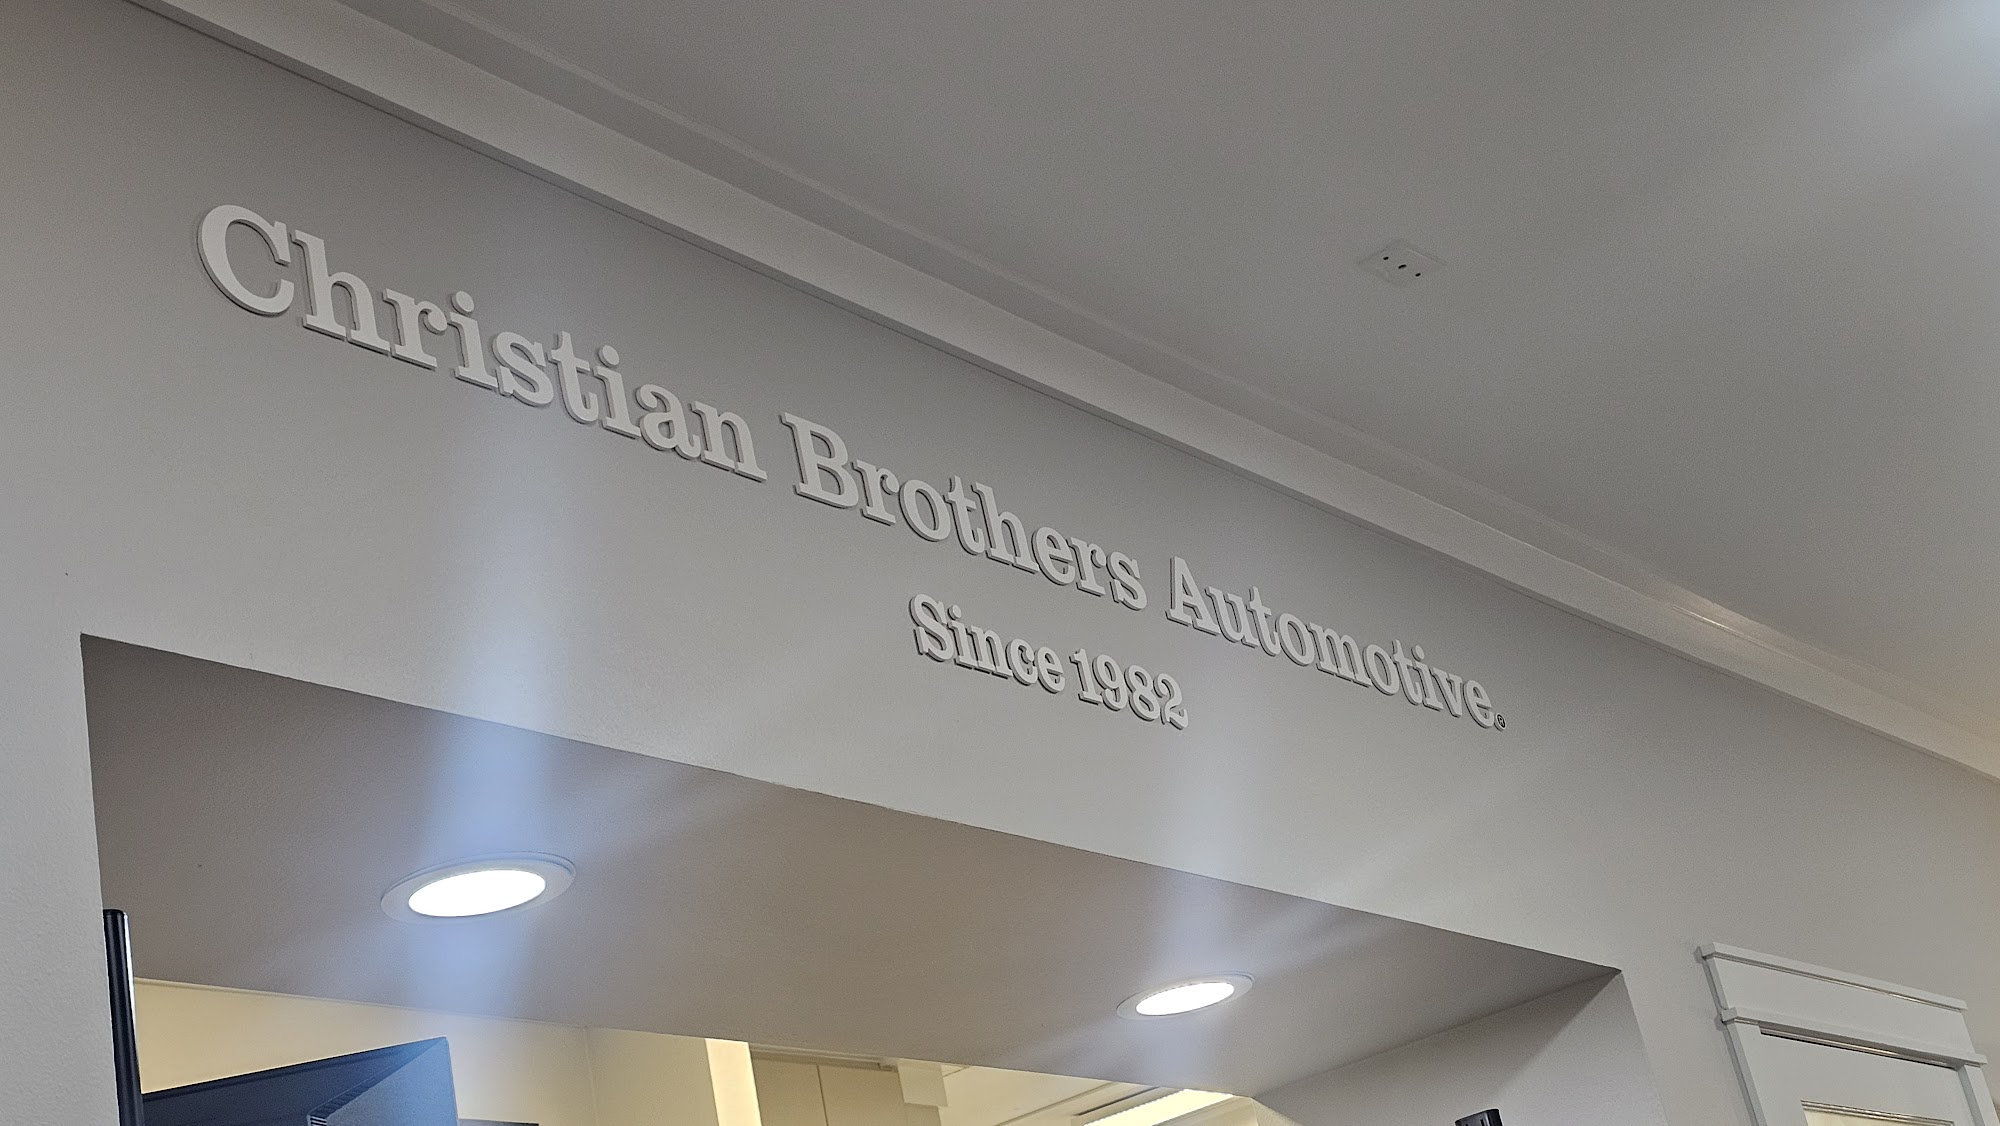 Christian Brothers Automotive®
Since 1982